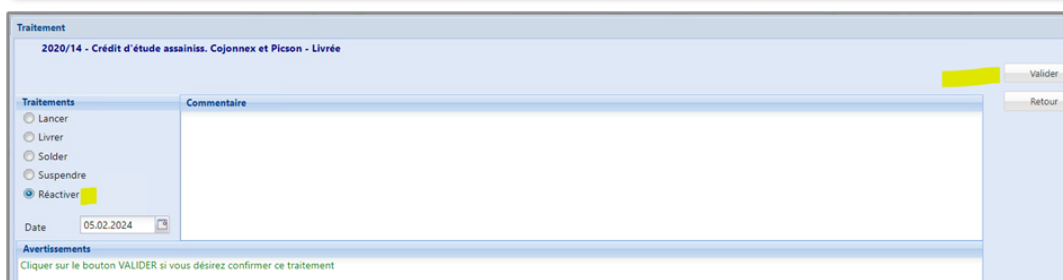 Traitement
2020/14 - Crédit d'étude assainiss. Cojonnex et Picson - Livrée
Valider
Traitements
Commentaire
Retour
Lancer
Livrer
Solder
Suspendre
Réactiver
Date 05.02.2024
Avertissements
Cliquer sur le bouton VALIDER si vous désirez confirmer ce traitement